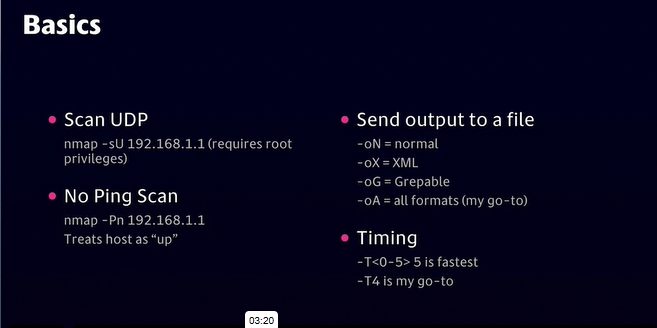 Basics
Scan UDP
nmap -sU 192.168.1.1 (requires root
privileges)
No Ping Scan
nmap -Pn 192.168.1.1
Treats host as “up”
Send output to a file
-oN = normal
-oX = XML
-oG = Grepable
-oA = all formats (my go-to)
Timing
-T<0-5> 5 is fastest
-T4 is my go-to
03:20